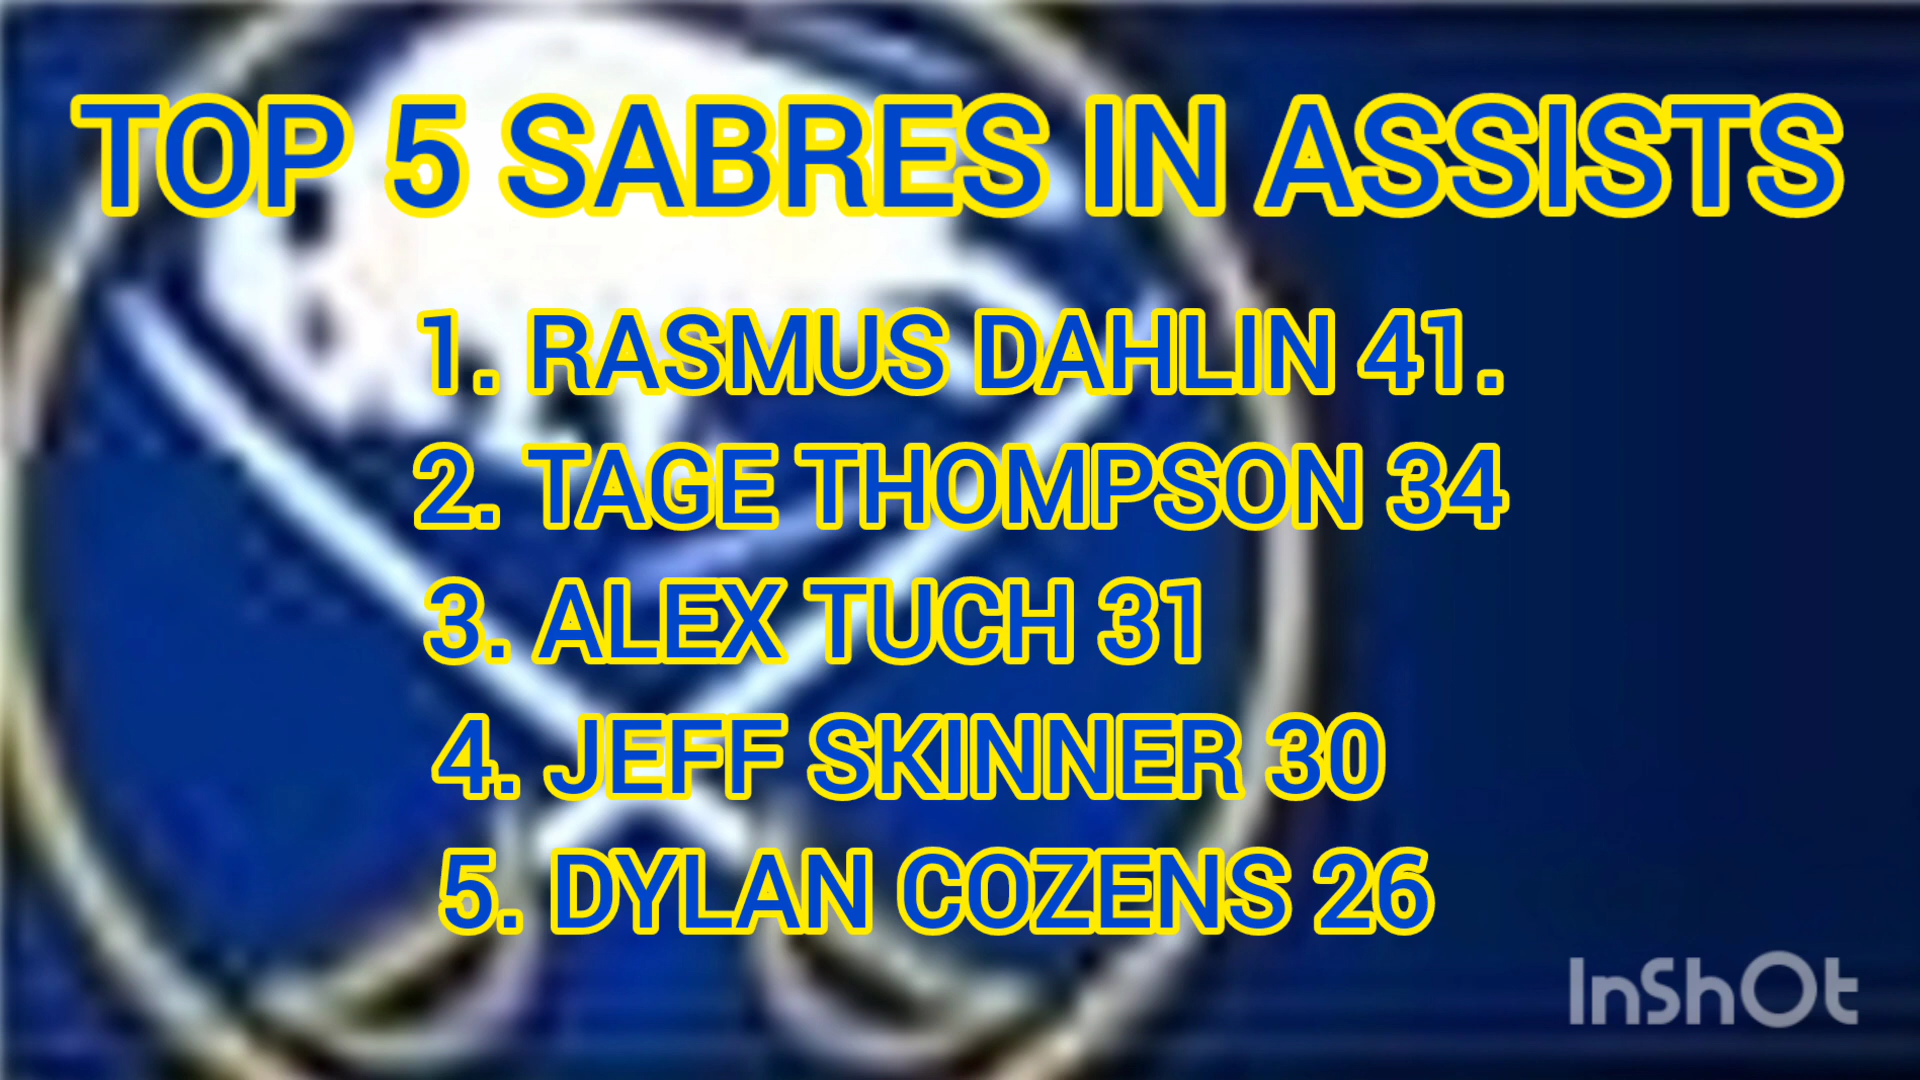 TOP 5 SABRES IN ASSISTS
1. RASMUS DAHLIN 41.
2. TAGE THOMPSON 34
3. ALEX TUCH 31
4. JEFF SKINNER 30
5. DYLAN COZENS 26
InShOt